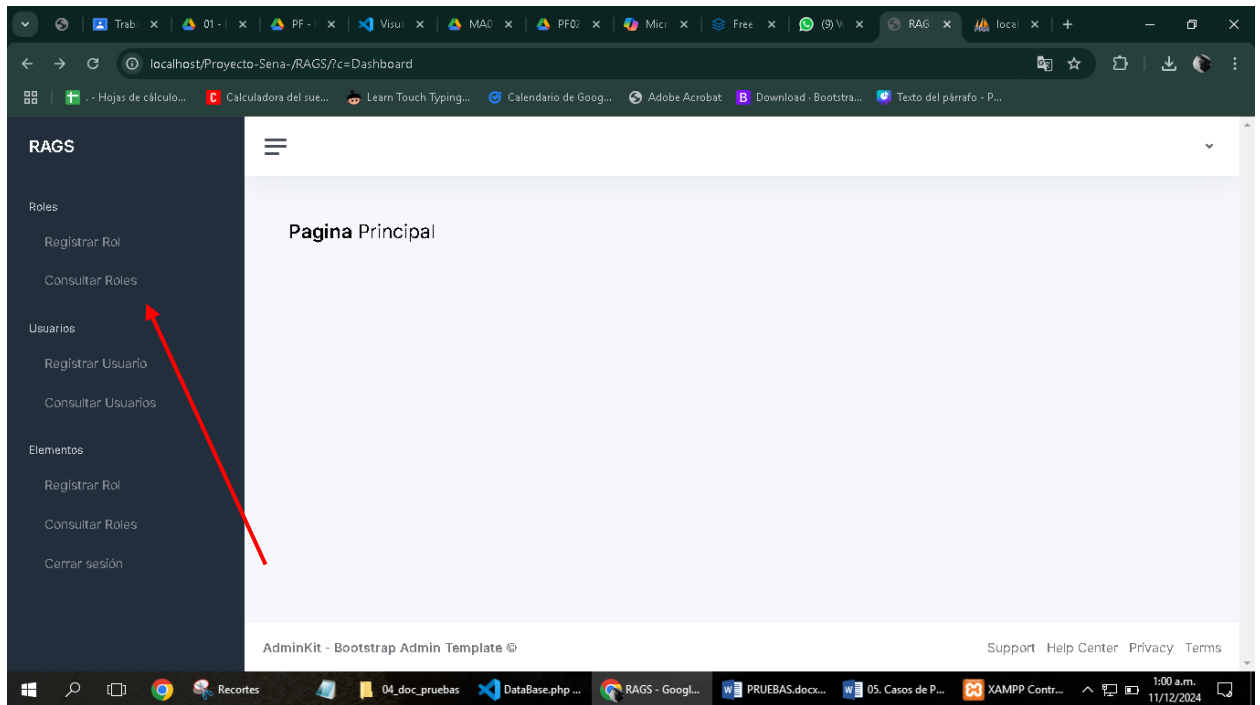 Trab
01 - I
PF - I
Visua
MA0
PF02
Micr
Free
(9) W
RAG
local
localhost/Proyecto-Sena-/RAGS/?c=Dashboard
. - Hojas de cálculo...
Calculadora del sue...
Learn Touch Typing...
Calendario de Goog...
Adobe Acrobat
Download · Bootstra...
Texto del párrafo - P...
RAGS
Roles
Registrar Rol
Consultar Roles
Usuarios
Registrar Usuario
Consultar Usuarios
Elementos
Registrar Rol
Consultar Roles
Cerrar sesión
Pagina Principal
AdminKit - Bootstrap Admin Template ©
Support Help Center Privacy Terms
Recortes
04_doc_pruebas
DataBase.php ...
RAGS - Googl...
PRUEBAS.docx...
05. Casos de P...
XAMPP Contr...
1:00 a.m.
11/12/2024